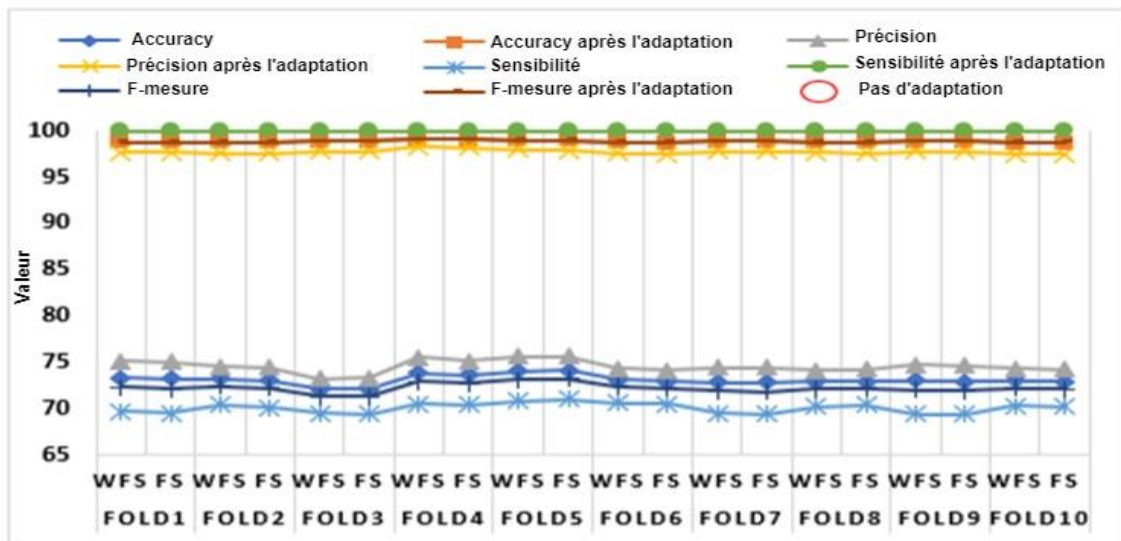 Accuracy Accuracy après l'adaptation Précision
Précision après l'adaptation Sensibilité Sensibilité après l'adaptation
F-mesure F-mesure après l'adaptation Pas d'adaptation
100
95
90
85
80
75
70
65
Valeur
WFS FS WFS FS WFS FS WFS FS WFS FS WFS FS WFS FS WFS FS WFS FS WFS FS
FOLD1 FOLD2 FOLD3 FOLD4 FOLD5 FOLD6 FOLD7 FOLD8 FOLD9 FOLD10